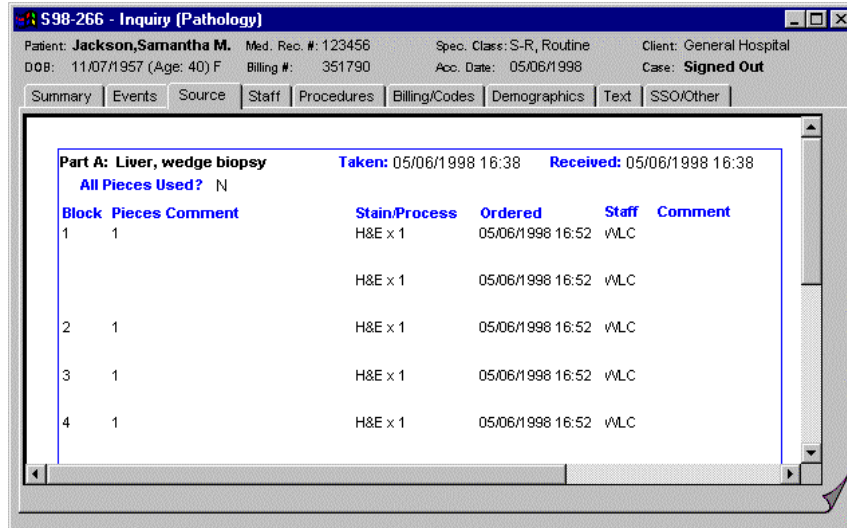 S98-266 - Inquiry (Pathology)
Patient: Jackson,Samantha M. Med. Rec. #: 123456 Spec. Class: S-R, Routine Client: General Hospital
DOB: 11/07/1957 (Age: 40) F Billing #: 351790 Acc. Date: 05/06/1998 Case: Signed Out
Summary Events Source Staff Procedures Billing/Codes Demographics Text SSO/Other
Part A: Liver, wedge biopsy Taken: 05/06/1998 16:38 Received: 05/06/1998 16:38
All Pieces Used? N
Block Pieces Comment Stain/Process Ordered Staff Comment
1 1 H&E x 1 05/06/1998 16:52 WLC
H&E x 1 05/06/1998 16:52 WLC
2 1 H&E x 1 05/06/1998 16:52 WLC
3 1 H&E x 1 05/06/1998 16:52 WLC
4 1 H&E x 1 05/06/1998 16:52 WLC